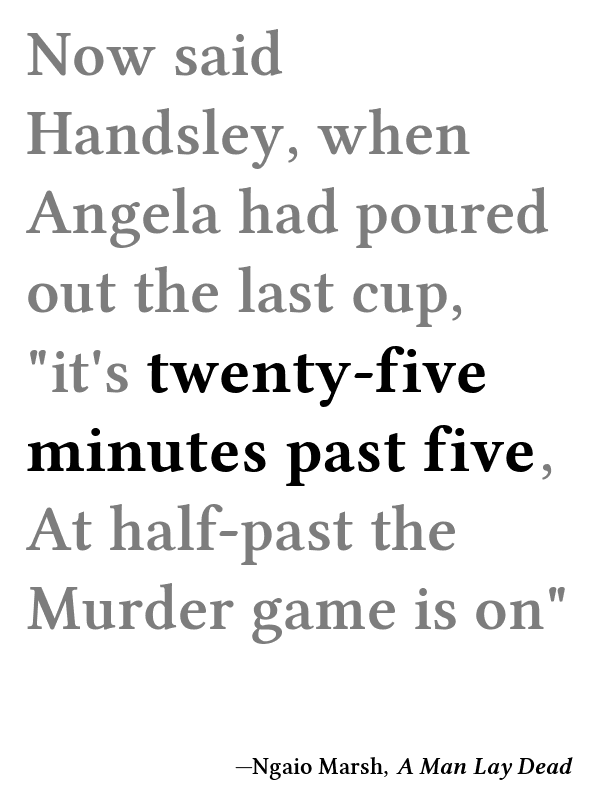 Now said
Handsley, when
Angela had poured
out the last cup,
"it's twenty-five
minutes past five,
At half-past the
Murder game is on"
—Ngaio Marsh, A Man Lay Dead